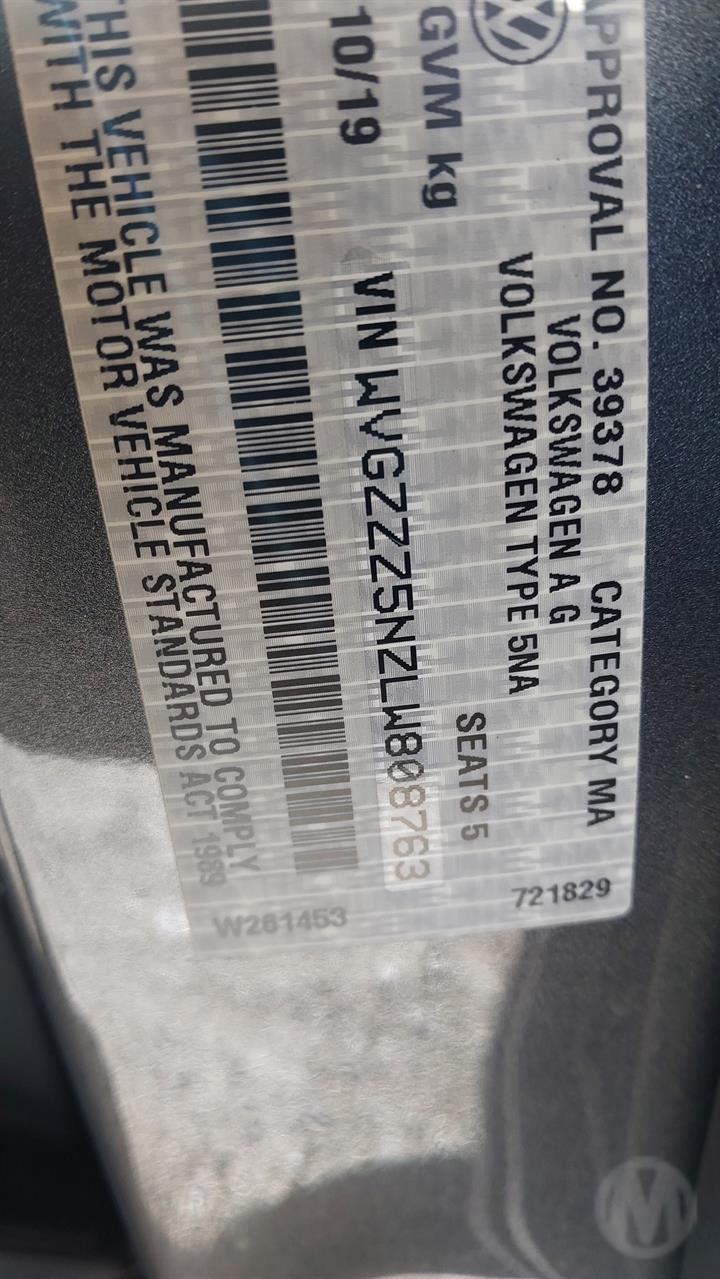 APPROVAL NO. 39378 CATEGORY MA
VOLKSWAGEN A G
VOLKSWAGEN TYPE 5NA
GVM kg SEATS 5
10/19 VIN WVGZZZ5NZLW808763
THIS VEHICLE WAS MANUFACTURED TO COMPLY
WITH THE MOTOR VEHICLE STANDARDS ACT 1989
721829
W261453
M